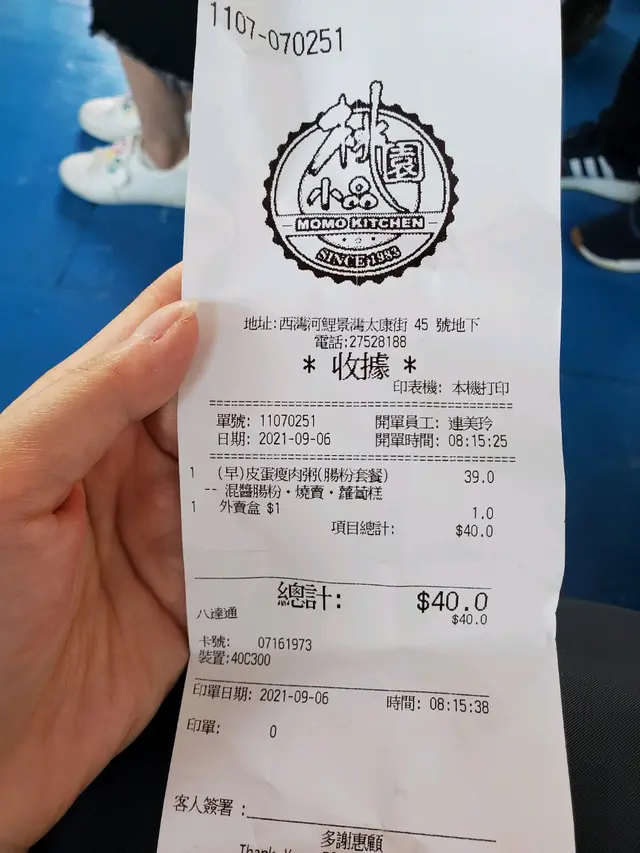 1107-070251
桃園
小品
MOMO KITCHEN
SINCE 1983
地址:西灣河鯉景灣太康街 45 號地下
電話:27528188
* 收據 *
印表機: 本機打印
單號: 11070251 開單員工: 連美玲
日期: 2021-09-06 開單時間: 08:15:25
1 (早)皮蛋瘦肉粥(腸粉套餐) 39.0
-- 混醬腸粉·燒賣·蘿蔔糕
1 外賣盒 $1 1.0
項目總計: $40.0
總計: $40.0
八達通 $40.0
卡號: 07161973
裝置:40C300
印單日期: 2021-09-06 時間: 08:15:38
印單: 0
客人簽署 :
多謝惠顧
Thank